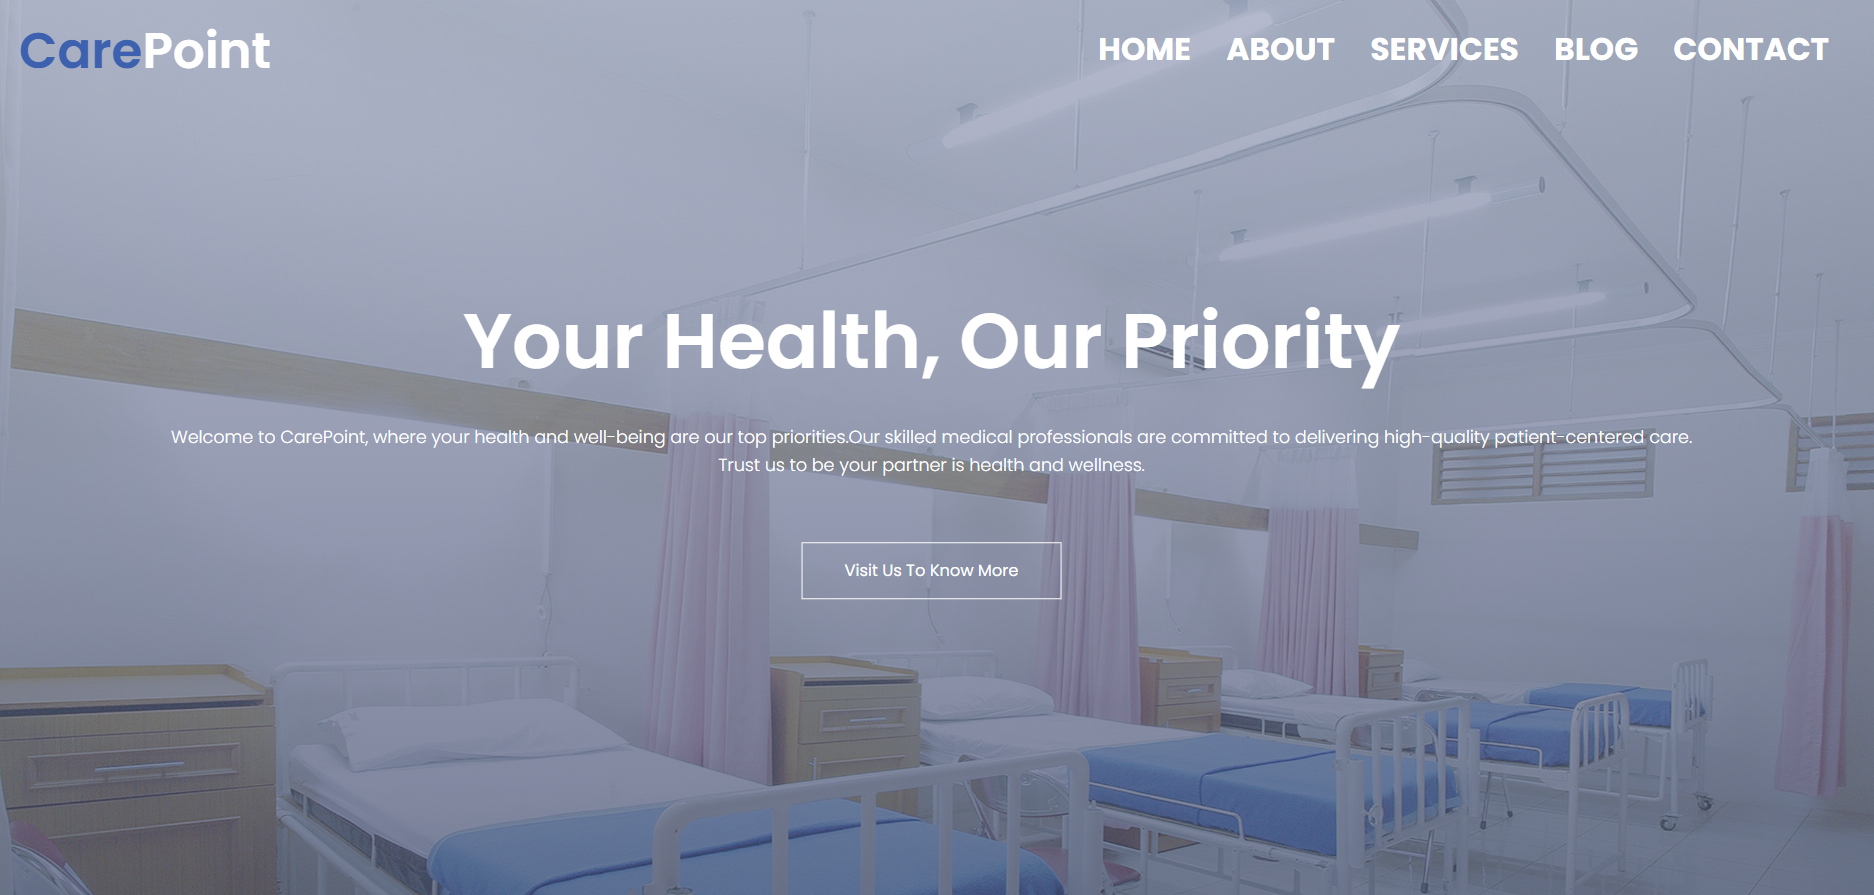 CarePoint
HOME ABOUT SERVICES BLOG CONTACT
Your Health, Our Priority
Welcome to CarePoint, where your health and well-being are our top priorities.Our skilled medical professionals are committed to delivering high-quality patient-centered care.
Trust us to be your partner is health and wellness.
Visit Us To Know More